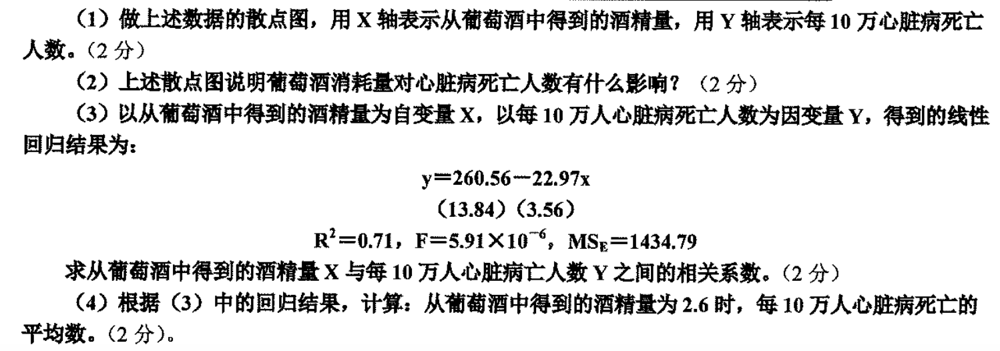 （1）做上述数据的散点图，用 X 轴表示从葡萄酒中得到的酒精量，用 Y 轴表示每 10 万心脏病死亡
人数。（2 分）
（2）上述散点图说明葡萄酒消耗量对心脏病死亡人数有什么影响？（2 分）
（3）以从葡萄酒中得到的酒精量为自变量 X，以每 10 万人心脏病死亡人数为因变量 Y，得到的线性
回归结果为：
y＝260.56－22.97x
（13.84）（3.56）
R²＝0.71，F＝5.91×10⁻⁶，MSE＝1434.79
求从葡萄酒中得到的酒精量 X 与每 10 万人心脏病亡人数 Y 之间的相关系数。（2 分）
（4）根据（3）中的回归结果，计算：从葡萄酒中得到的酒精量为 2.6 时，每 10 万人心脏病死亡的
平均数。（2 分）。